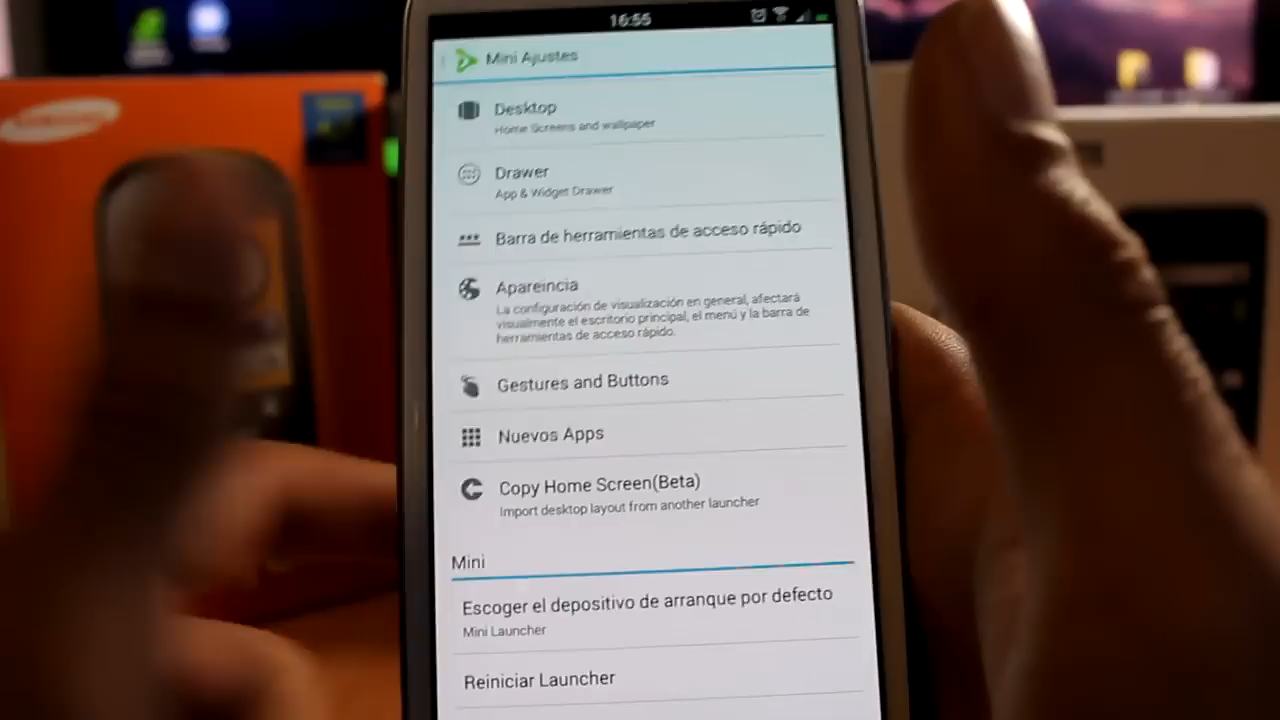 16:55
Mini Ajustes
Desktop
Home Screens and wallpaper
Drawer
App & Widget Drawer
Barra de herramientas de acceso rápido
Apareincia
La configuración de visualización en general, afectará
visualmente el escritorio principal, el menú y la barra de
herramientas de acceso rápido.
Gestures and Buttons
Nuevos Apps
Copy Home Screen(Beta)
Import desktop layout from another launcher
Mini
Escoger el depositivo de arranque por defecto
Mini Launcher
Reiniciar Launcher